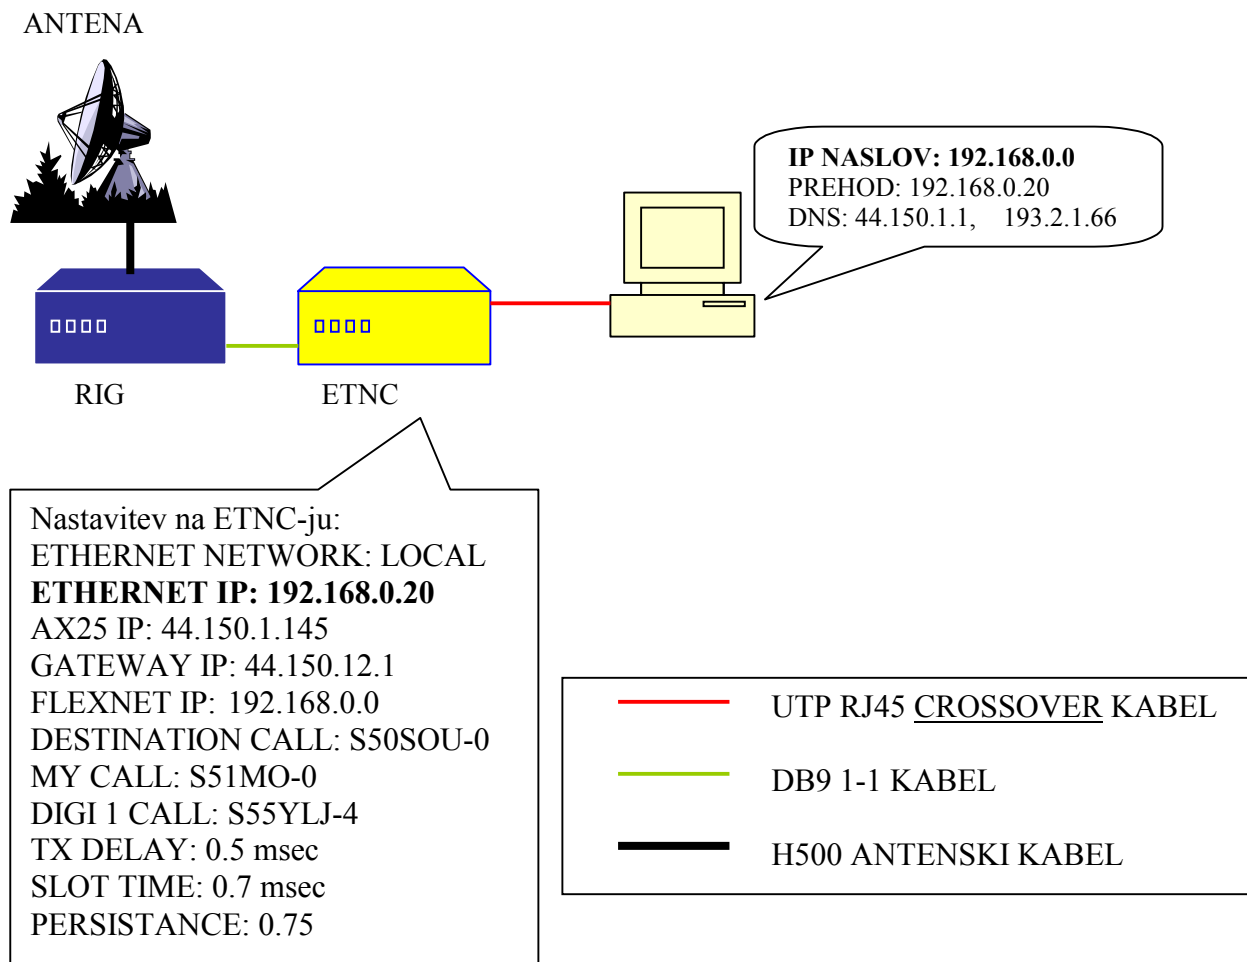 ANTENA
IP NASLOV: 192.168.0.0
PREHOD: 192.168.0.20
DNS: 44.150.1.1, 193.2.1.66
RIG
ETNC
Nastavitev na ETNC-ju:
ETHERNET NETWORK: LOCAL
ETHERNET IP: 192.168.0.20
AX25 IP: 44.150.1.145
GATEWAY IP: 44.150.12.1
FLEXNET IP: 192.168.0.0
DESTINATION CALL: S50SOU-0
MY CALL: S51MO-0
DIGI 1 CALL: S55YLJ-4
TX DELAY: 0.5 msec
SLOT TIME: 0.7 msec
PERSISTANCE: 0.75
UTP RJ45 CROSSOVER KABEL
DB9 1-1 KABEL
H500 ANTENSKI KABEL